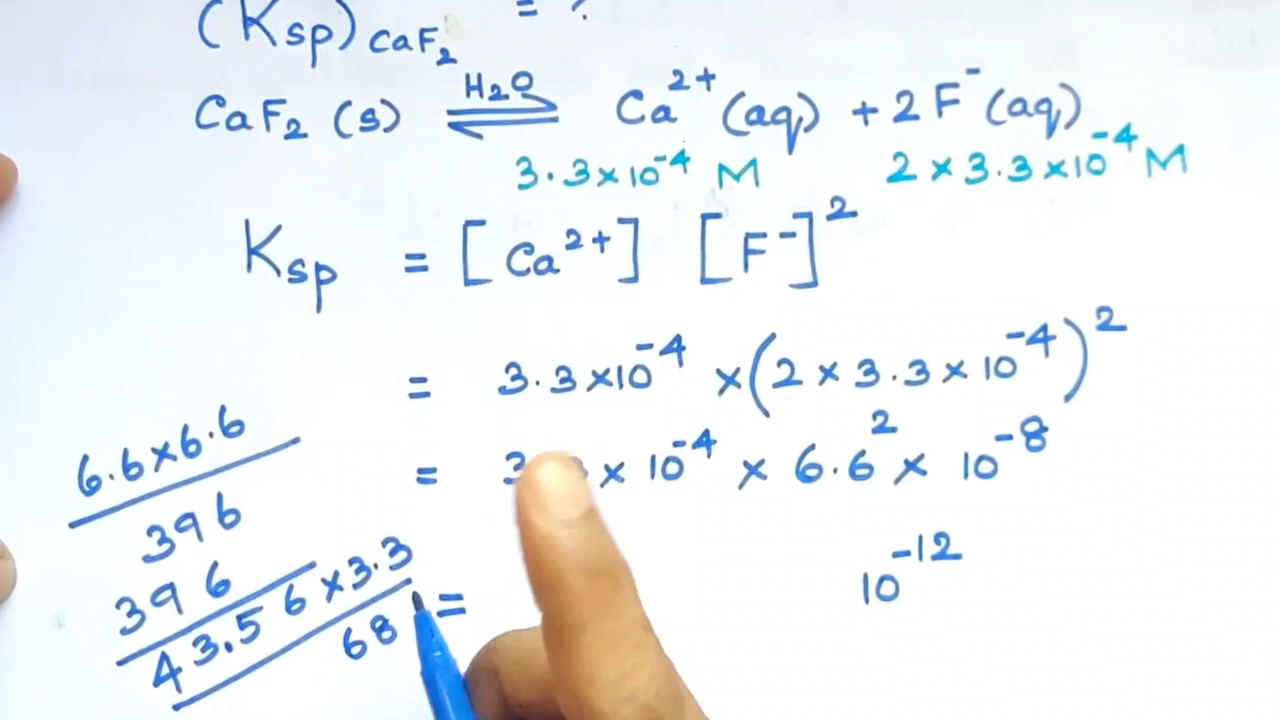 (Ksp)CaF₂ = ?
CaF₂ (s) ⇌ H₂O Ca²⁺ (aq) + 2F⁻ (aq)
3.3×10⁻⁴ M 2×3.3×10⁻⁴ M
Ksp = [Ca²⁺] [F⁻]²
= 3.3×10⁻⁴ ×(2×3.3×10⁻⁴)²
= 3 × 10⁻⁴ × 6.6² × 10⁻⁸
= 10⁻¹²
6.6×6.6
396
396
43.56×3.3
68